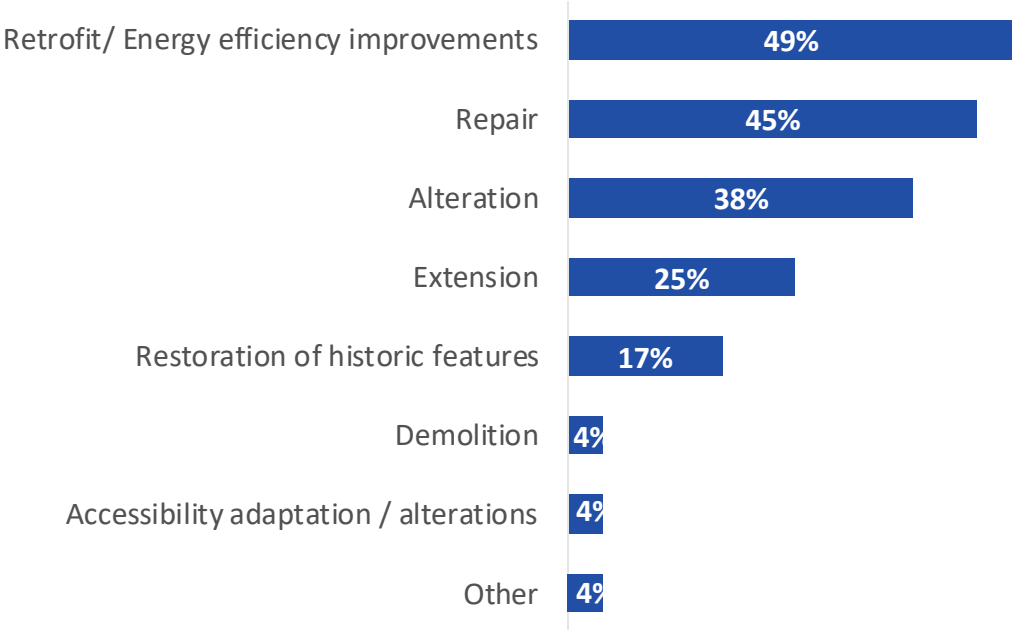 Retrofit/ Energy efficiency improvements 49%
Repair 45%
Alteration 38%
Extension 25%
Restoration of historic features 17%
Demolition 4%
Accessibility adaptation / alterations 4%
Other 4%